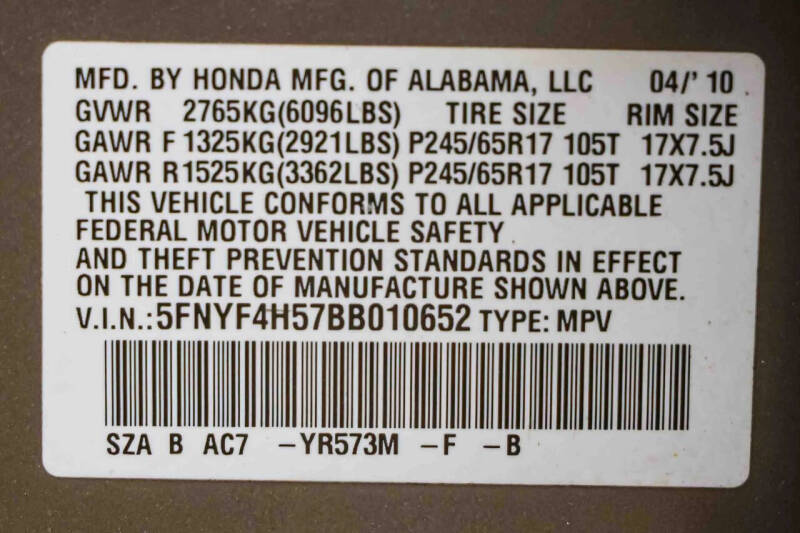 MFD. BY HONDA MFG. OF ALABAMA, LLC 04/' 10
GVWR 2765KG(6096LBS) TIRE SIZE RIM SIZE
GAWR F 1325KG(2921LBS) P245/65R17 105T 17X7.5J
GAWR R 1525KG(3362LBS) P245/65R17 105T 17X7.5J
THIS VEHICLE CONFORMS TO ALL APPLICABLE
FEDERAL MOTOR VEHICLE SAFETY
AND THEFT PREVENTION STANDARDS IN EFFECT
ON THE DATE OF MANUFACTURE SHOWN ABOVE.
V.I.N.: 5FNYF4H57BB010652 TYPE: MPV
SZA B AC7 -YR573M -F -B